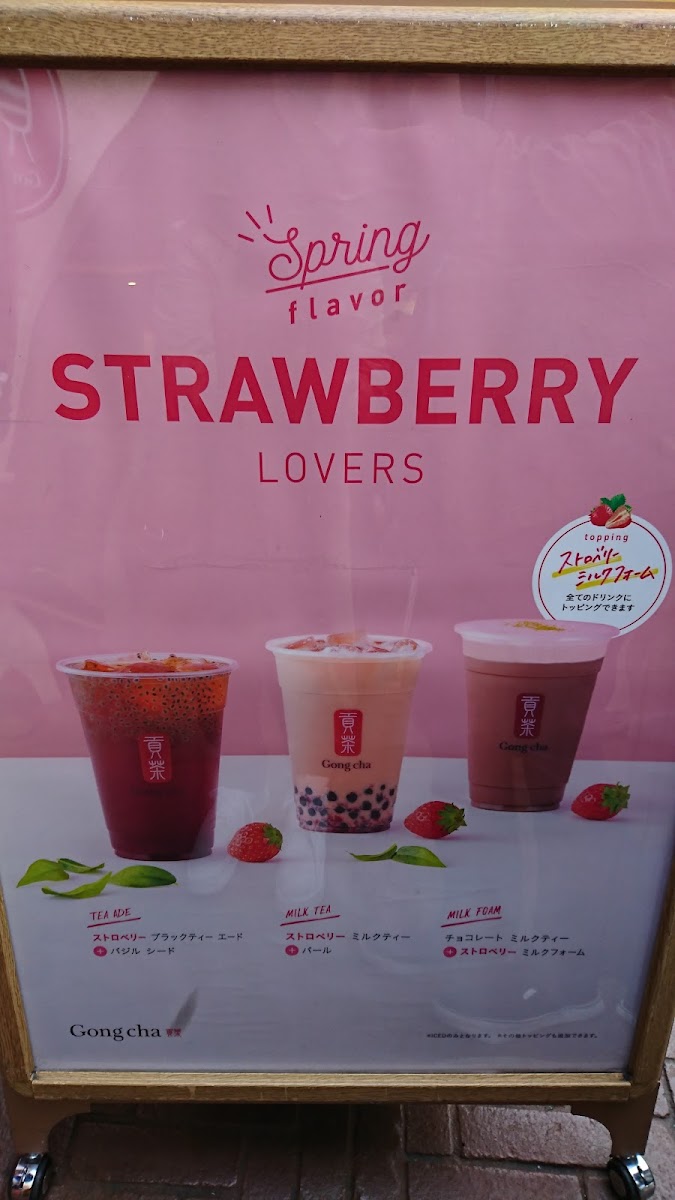 Spring
flavor
STRAWBERRY
LOVERS
topping
ストロベリー
ミルクフォーム
全てのドリンクに
トッピングできます
貢茶
貢茶
Gong cha
貢茶
Gong cha
TEA ADE
ストロベリー ブラックティー エード
+ バジル シード
MILK TEA
ストロベリー ミルクティー
+ パール
MILK FOAM
チョコレート ミルクティー
+ ストロベリー ミルクフォーム
Gong cha 貢茶